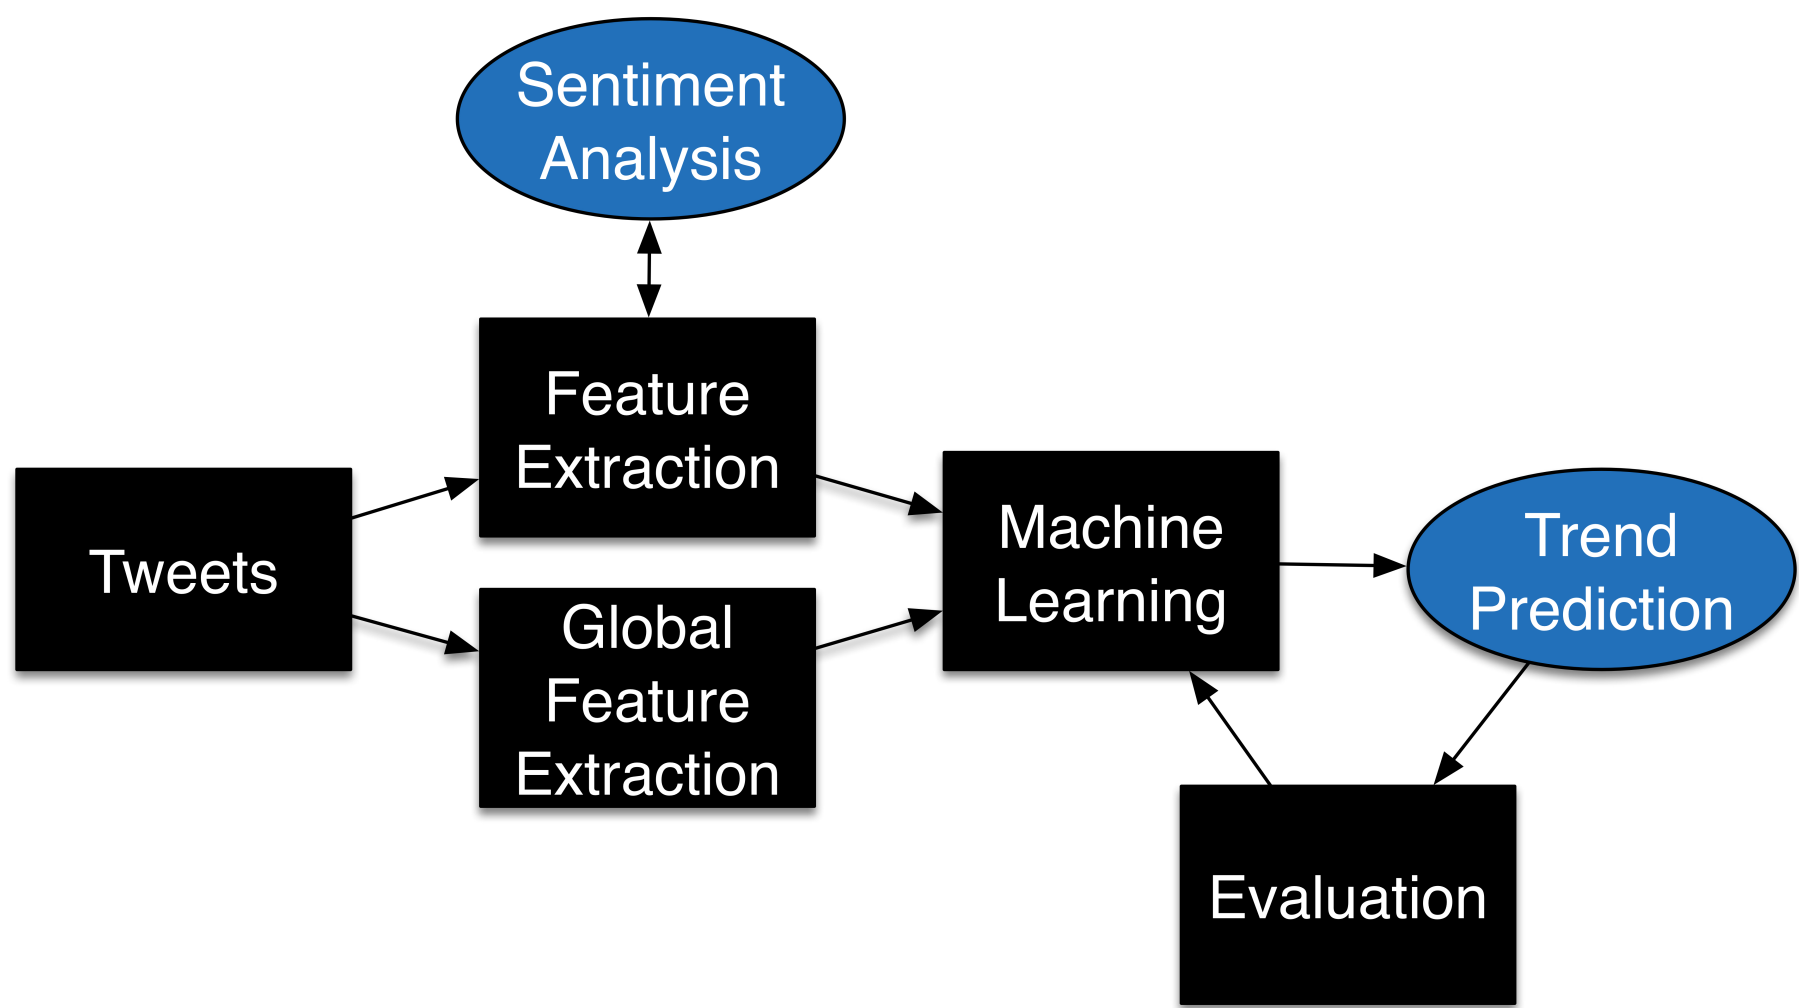 Sentiment
Analysis
Feature
Extraction
Tweets
Global
Feature
Extraction
Machine
Learning
Trend
Prediction
Evaluation